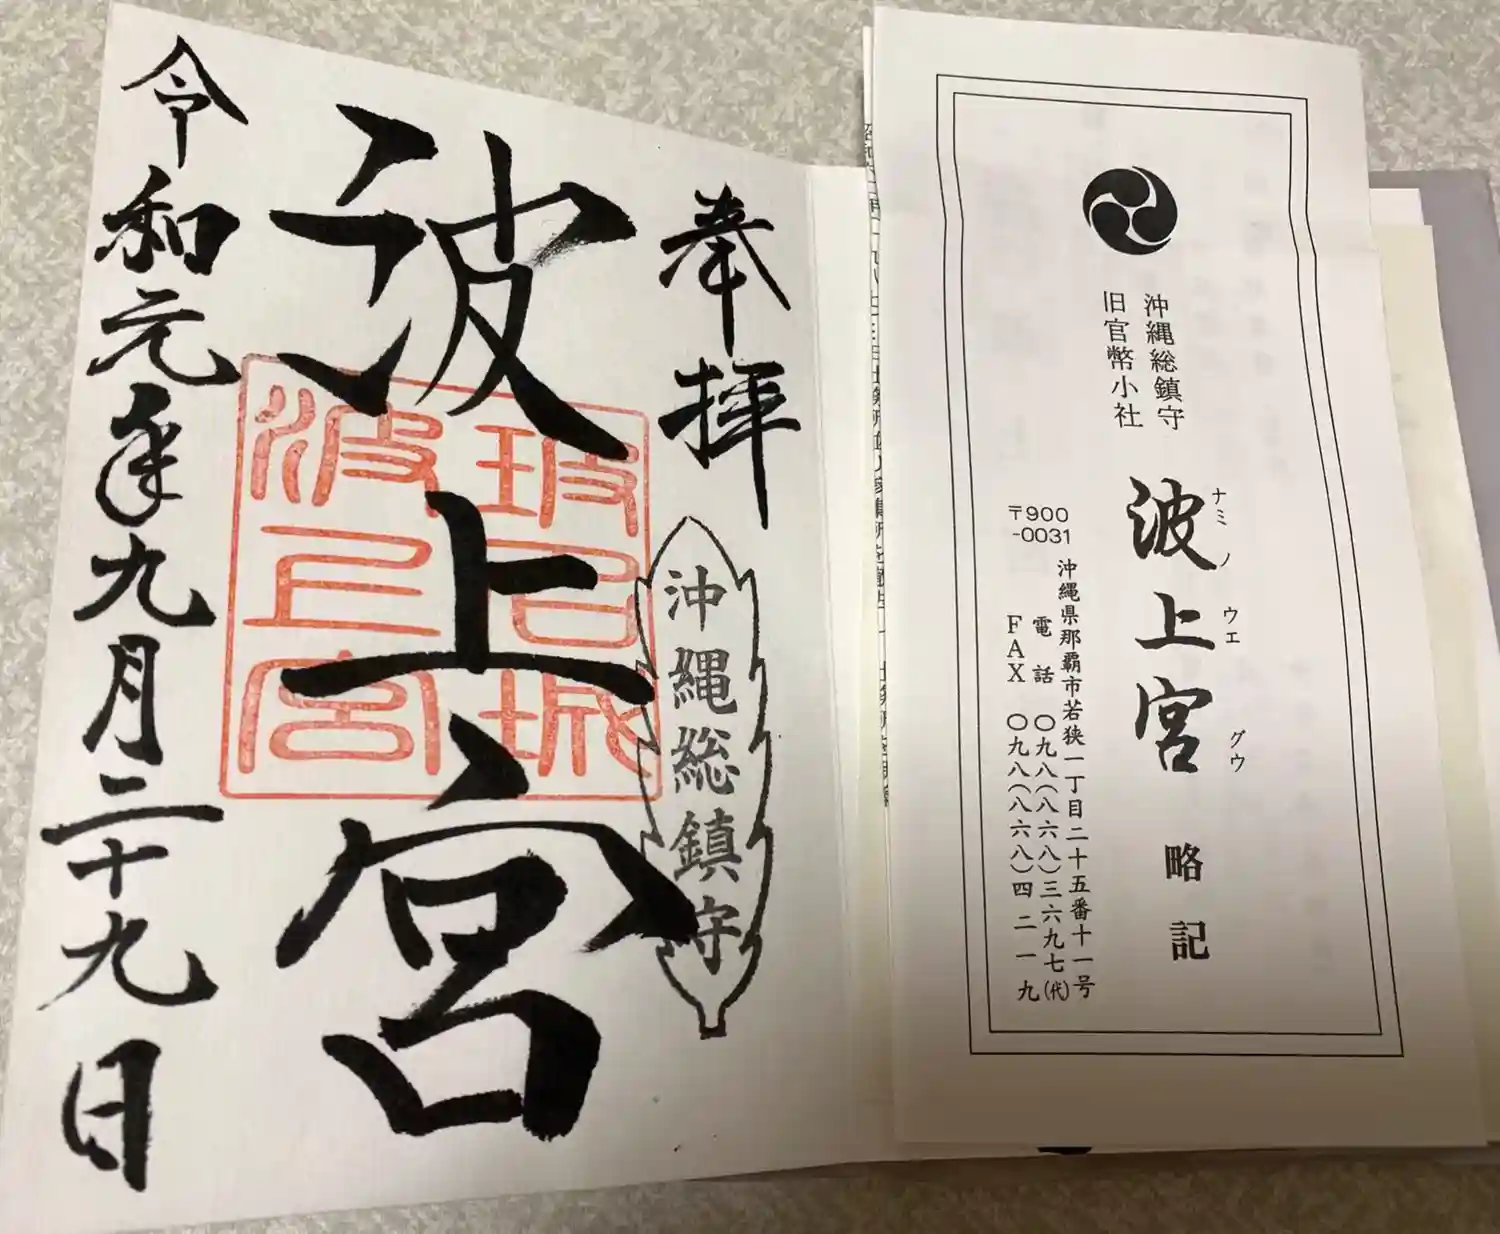 奉拝
沖縄総鎮守
波上宮
玻名城
波上宮
令和元年九月二十九日
沖縄総鎮守
旧官幣小社
ナミノウエグウ
波上宮 略記
〒900
-0031
沖縄県那覇市若狭一丁目二十五番十一号
電話 〇九八(八六八)三六九七(代)
FAX 〇九八(八六八)四二一九